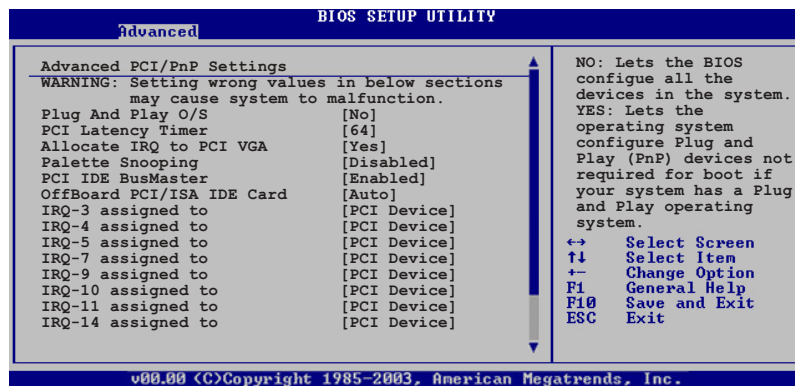 BIOS SETUP UTILITY
Advanced
Advanced PCI/PnP Settings
WARNING: Setting wrong values in below sections
may cause system to malfunction.
Plug And Play O/S [No]
PCI Latency Timer [64]
Allocate IRQ to PCI VGA [Yes]
Palette Snooping [Disabled]
PCI IDE BusMaster [Enabled]
OffBoard PCI/ISA IDE Card [Auto]
IRQ-3 assigned to [PCI Device]
IRQ-4 assigned to [PCI Device]
IRQ-5 assigned to [PCI Device]
IRQ-7 assigned to [PCI Device]
IRQ-9 assigned to [PCI Device]
IRQ-10 assigned to [PCI Device]
IRQ-11 assigned to [PCI Device]
IRQ-14 assigned to [PCI Device]
NO: Lets the BIOS
configue all the
devices in the system.
YES: Lets the
operating system
configure Plug and
Play (PnP) devices not
required for boot if
your system has a Plug
and Play operating
system.
←→ Select Screen
↑↓ Select Item
+- Change Option
F1 General Help
F10 Save and Exit
ESC Exit
v00.00 (C)Copyright 1985-2003, American Megatrends, Inc.